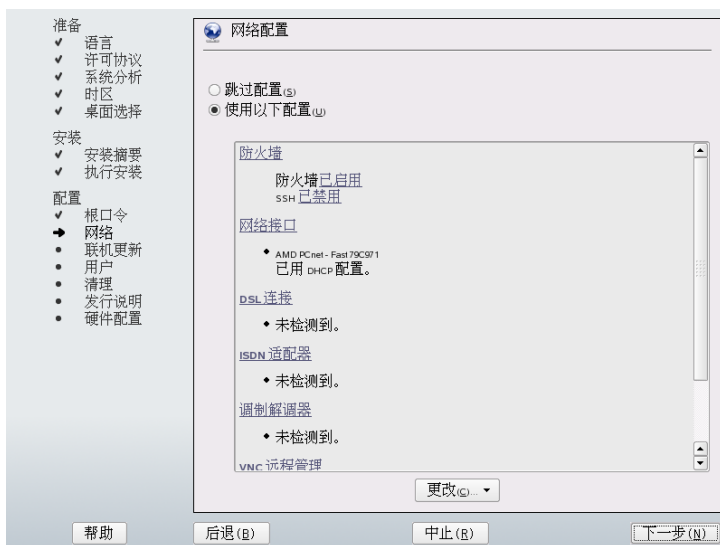 准备
语言
许可协议
系统分析
时区
桌面选择
安装
安装摘要
执行安装
配置
根口令
网络
联机更新
用户
清理
发行说明
硬件配置
网络配置
跳过配置(S)
使用以下配置(U)
防火墙
防火墙已启用
SSH 已禁用
网络接口
AMD PCnet - Fast 79C971
已用 DHCP 配置。
DSL 连接
未检测到。
ISDN 适配器
未检测到。
调制解调器
未检测到。
VNC 远程管理
更改(C)...
帮助
后退(B)
中止(R)
下一步(N)